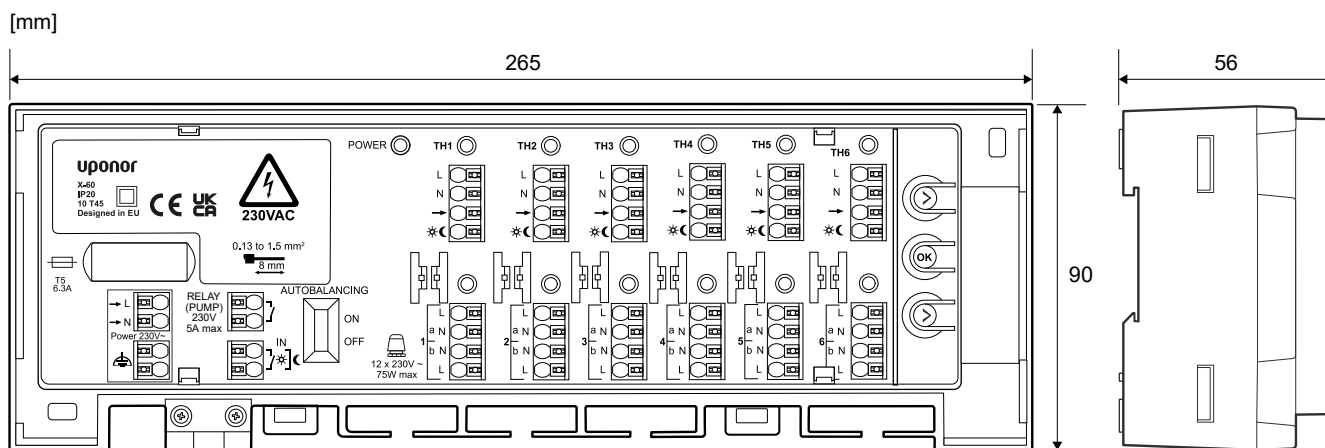 [mm]
265
56
90
uponor
X-60
IP20
10 T45
Designed in EU
CE UK CA
230VAC
0.13 to 1.5 mm²
8 mm
T5
6.3A
L
N
Power 230V~
RELAY
(PUMP)
230V
5A max
IN
AUTOBALANCING
ON
OFF
12 x 230V ~
75W max
POWER
TH1 TH2 TH3 TH4 TH5 TH6
L L L L L L
N N N N N N
L L L L L L
a N a N a N a N a N a N
1 2 3 4 5 6
b N b N b N b N b N b N
L L L L L L
OK